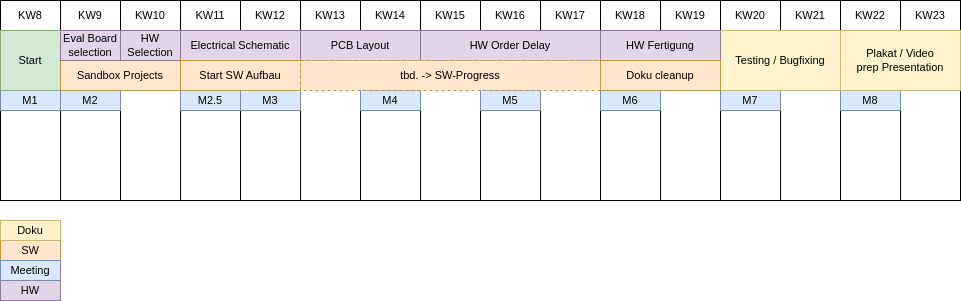 KW8 KW9 KW10 KW11 KW12 KW13 KW14 KW15 KW16 KW17 KW18 KW19 KW20 KW21 KW22 KW23
Start
Eval Board
selection
HW
Selection
Electrical Schematic
PCB Layout
HW Order Delay
HW Fertigung
Sandbox Projects
Start SW Aufbau
tbd. -> SW-Progress
Doku cleanup
Testing / Bugfixing
Plakat / Video
prep Presentation
M1 M2 M2.5 M3 M4 M5 M6 M7 M8
Doku
SW
Meeting
HW